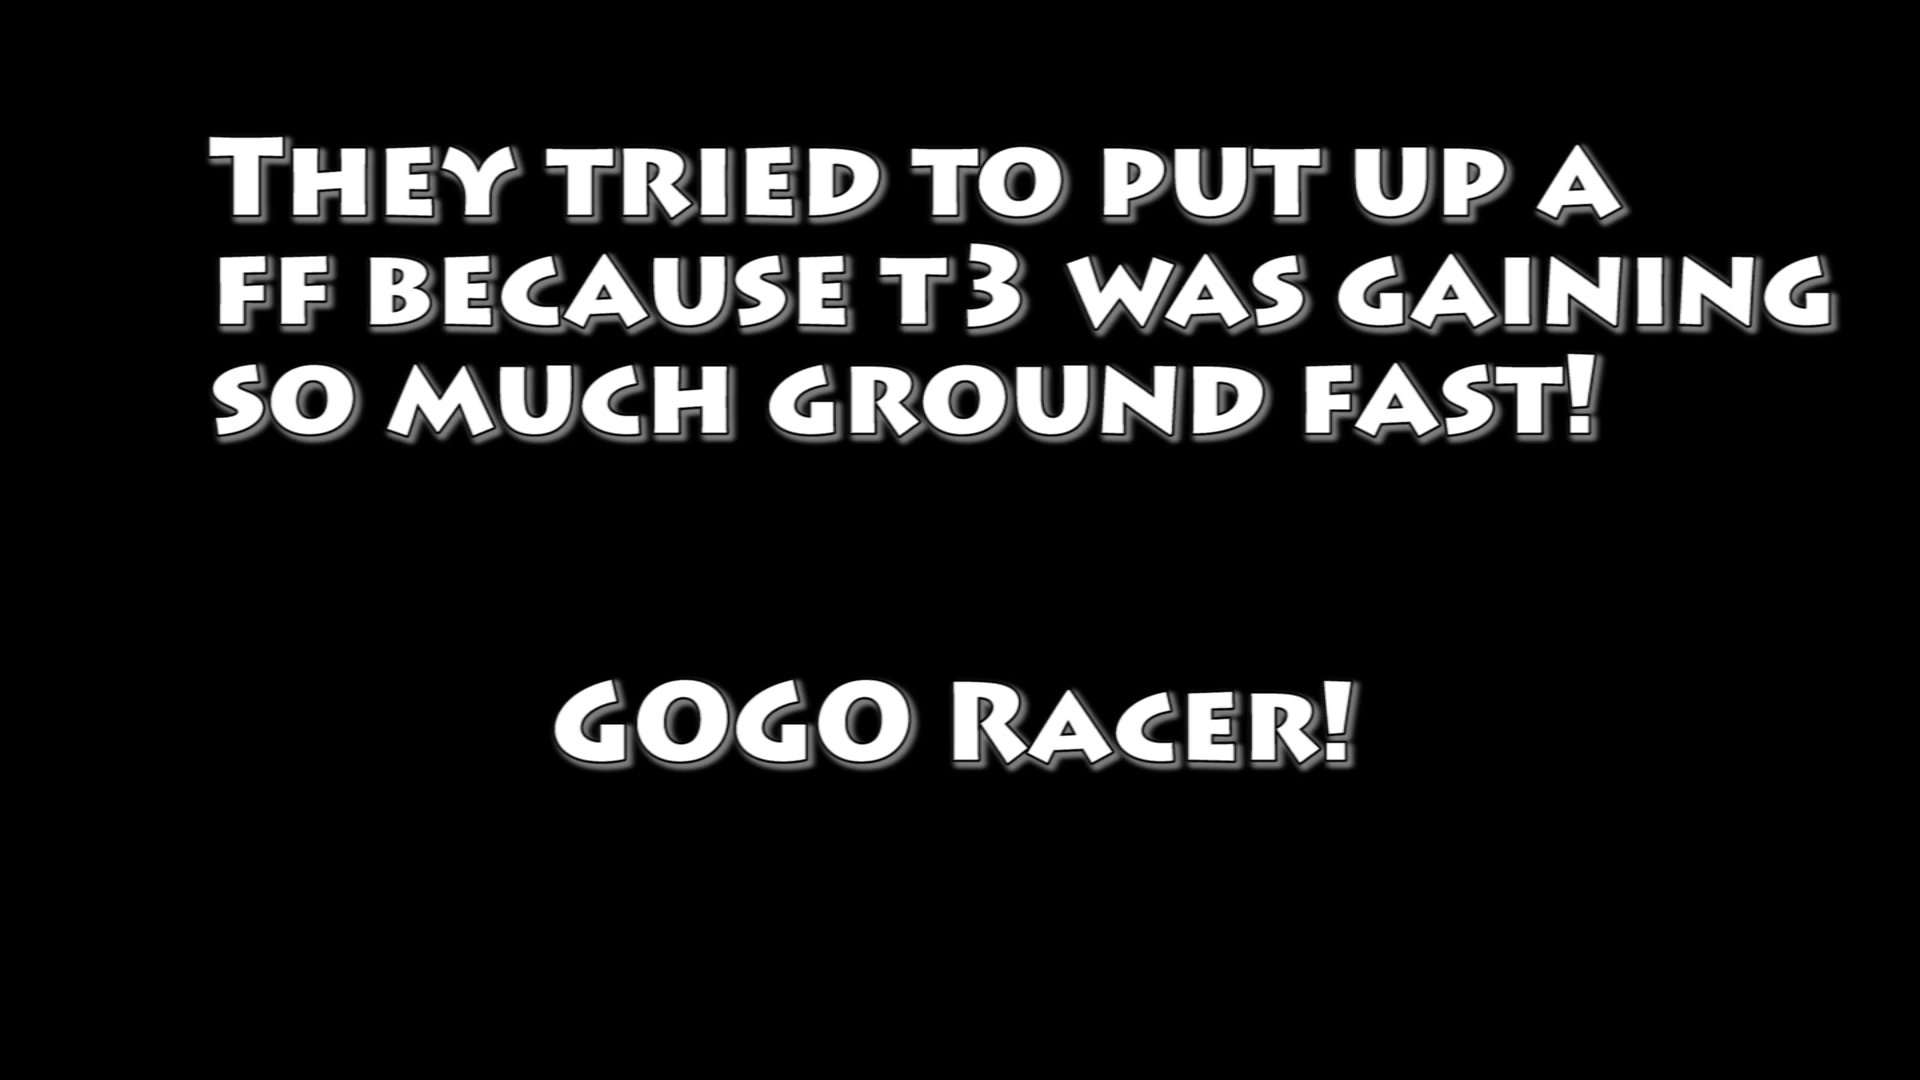 They tried to put up a
ff because t3 was gaining
so much ground fast!
GOGO Racer!